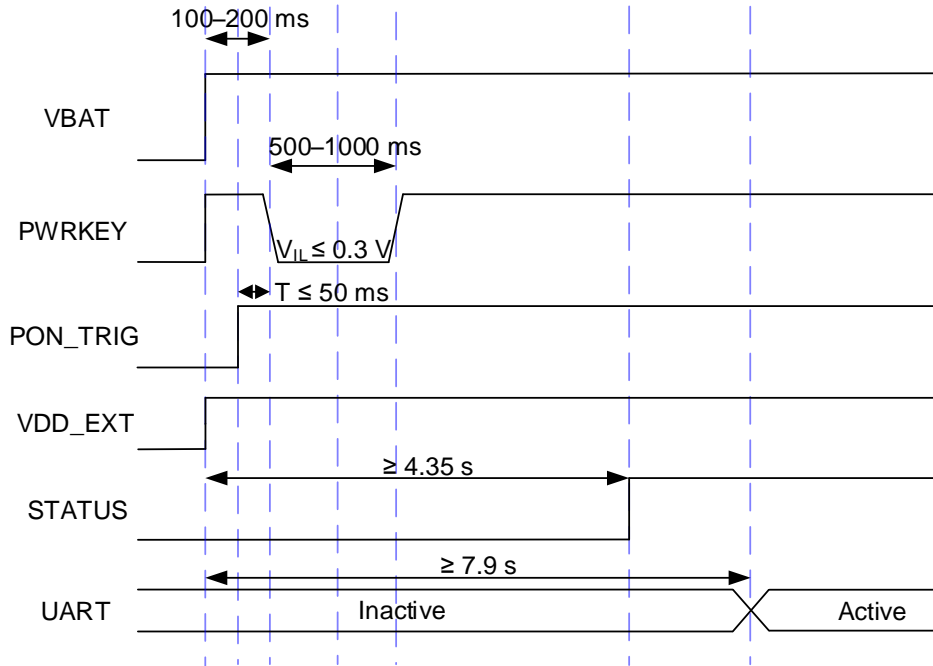 100–200 ms
VBAT
500–1000 ms
PWRKEY
VIL ≤ 0.3 V
T ≤ 50 ms
PON_TRIG
VDD_EXT
≥ 4.35 s
STATUS
≥ 7.9 s
UART Inactive Active